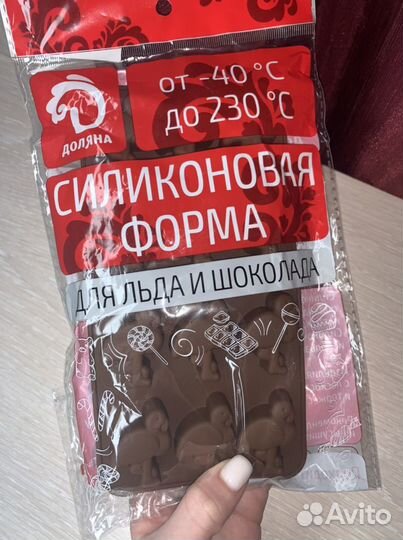 от -40 °С
до 230 °С
ДОЛЯНА
СИЛИКОНОВАЯ
ФОРМА
ДЛЯ ЛЬДА И ШОКОЛАДА
Avito